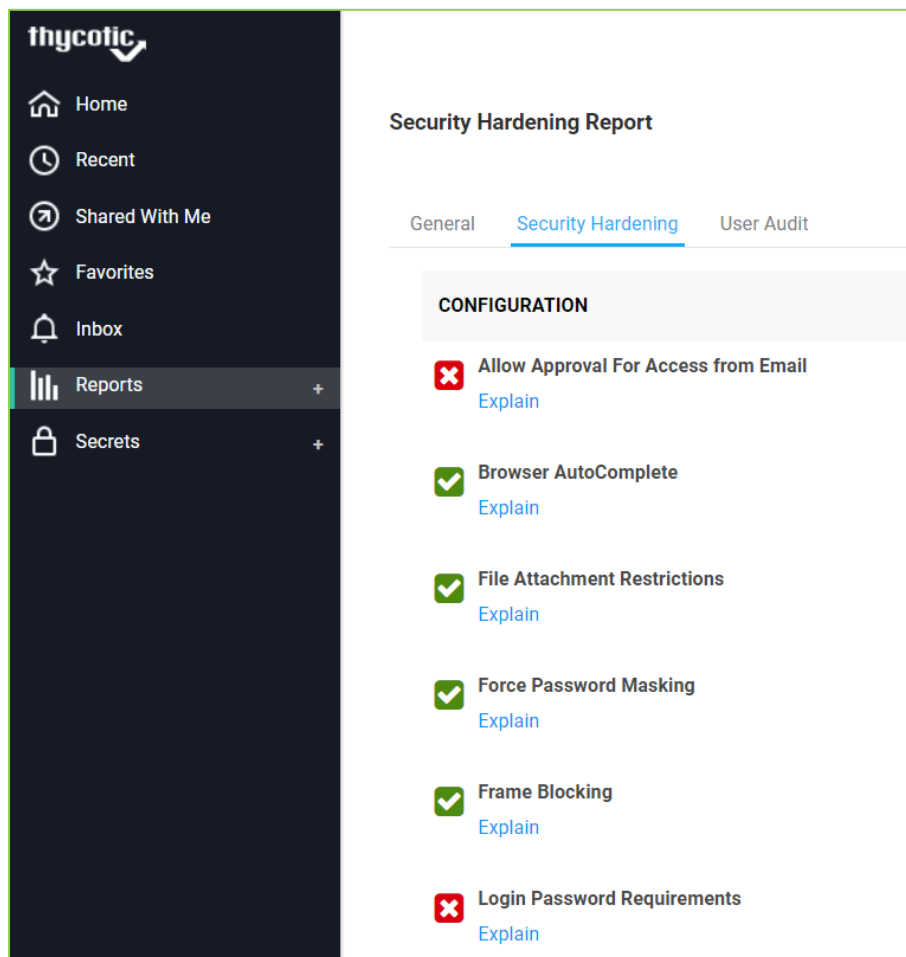 thycotic
Home
Recent
Shared With Me
Favorites
Inbox
Reports +
Secrets +
Security Hardening Report
General Security Hardening User Audit
CONFIGURATION
Allow Approval For Access from Email
Explain
Browser AutoComplete
Explain
File Attachment Restrictions
Explain
Force Password Masking
Explain
Frame Blocking
Explain
Login Password Requirements
Explain